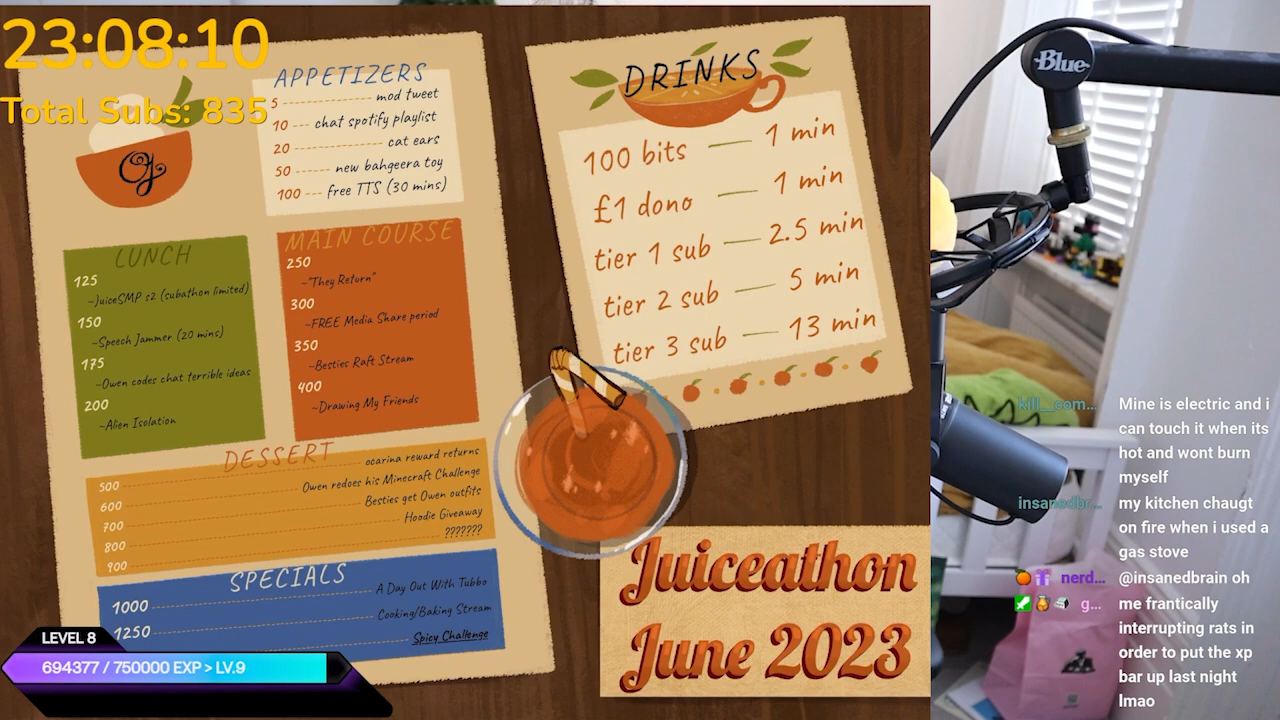 23:08:10
Total Subs: 835
OJ
APPETIZERS
5 mod tweet
10 chat spotify playlist
20 cat ears
50 new bahgeera toy
100 free TTS (30 mins)
LUNCH
125
~JuiceSMP s2 (subathon limited)
150
~Speech Jammer (20 mins)
175
~Owen codes chat terrible ideas
200
~Alien Isolation
MAIN COURSE
250
~"They Return"
300
~FREE Media Share period
350
~Besties Raft Stream
400
~Drawing My Friends
DESSERT
500 ocarina reward returns
600 Owen redoes his Minecraft Challenge
700 Besties get Owen outfits
800 Hoodie Giveaway
900 ???????
SPECIALS
1000 A Day Out With Tubbo
1250 Cooking/Baking Stream
Spicy Challenge
LEVEL 8
694377 / 750000 EXP > LV.9
DRINKS
100 bits — 1 min
£1 dono — 1 min
tier 1 sub — 2.5 min
tier 2 sub — 5 min
tier 3 sub — 13 min
Juiceathon
June 2023
Blue
kill_com... Mine is electric and i
can touch it when its
hot and wont burn
myself
insanedbr... my kitchen chaugt
on fire when i used a
gas stove
nerd... @insanedbrain oh
g... me frantically
interrupting rats in
order to put the xp
bar up last night
lmao